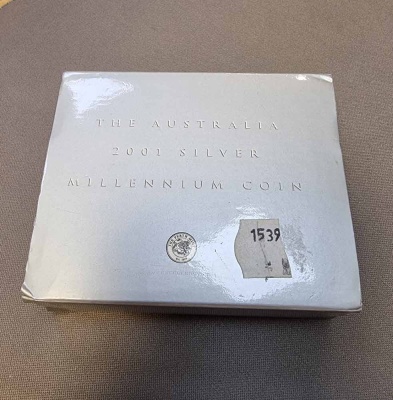 THE AUSTRALIA
2001 SILVER
MILLENNIUM COIN
1539